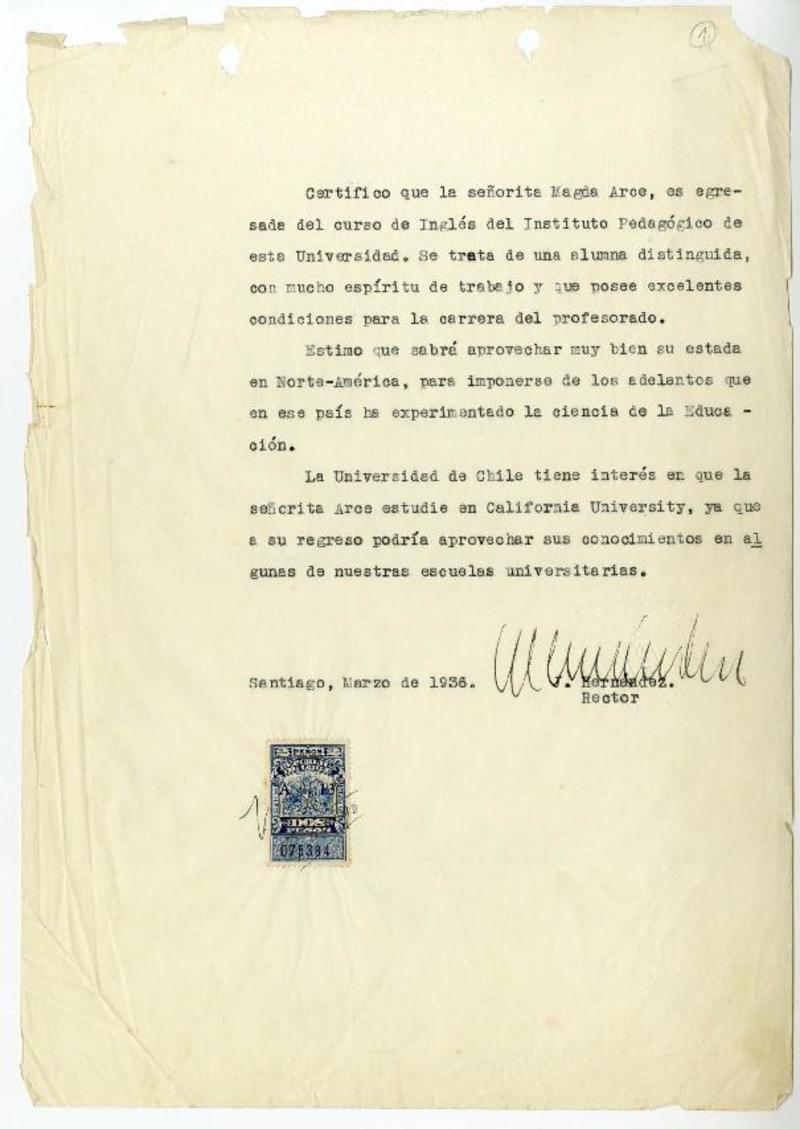 1
Certifico que la señorita Magda Arce, es egre-
sada del curso de Inglés del Instituto Pedagógico de
esta Universidad. Se trata de una alumna distinguida,
con mucho espíritu de trabajo y que posee excelentes
condiciones para la carrera del profesorado.
Estimo que sabrá aprovechar muy bien su estada
en Norte-América, para imponerse de los adelantos que
en ese país ha experimentado la ciencia de la Educa -
ción.
La Universidad de Chile tiene interés en que la
señorita Arce estudie en California University, ya que
a su regreso podría aprovechar sus conocimientos en al
gunas de nuestras escuelas universitarias.
Santiago, Marzo de 1936.
Hernández.
Rector
A 13
DOS
PESOS
075384